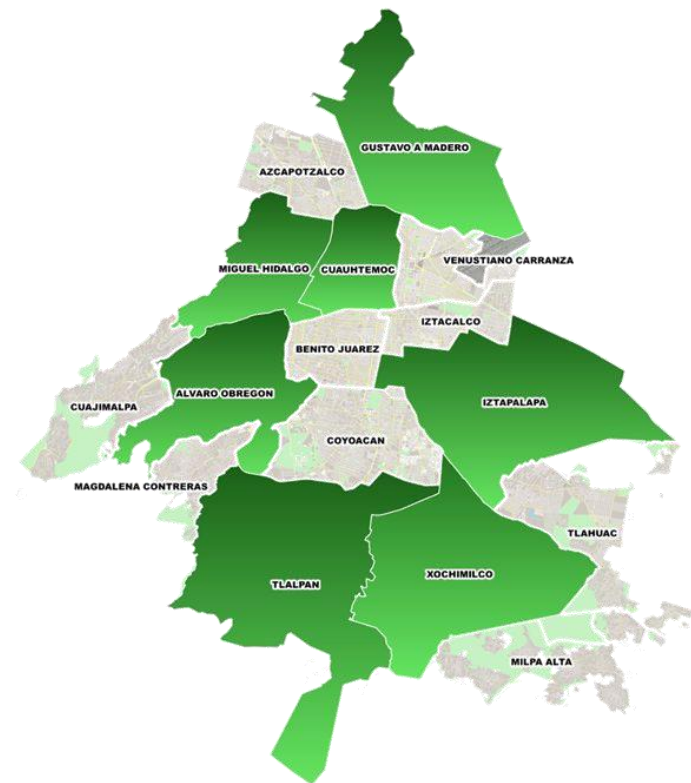 GUSTAVO A MADERO
AZCAPOTZALCO
VENUSTIANO CARRANZA
MIGUEL HIDALGO
CUAUHTEMOC
IZTACALCO
BENITO JUAREZ
ALVARO OBREGON
IZTAPALAPA
CUAJIMALPA
COYOACAN
MAGDALENA CONTRERAS
TLAHUAC
XOCHIMILCO
TLALPAN
MILPA ALTA